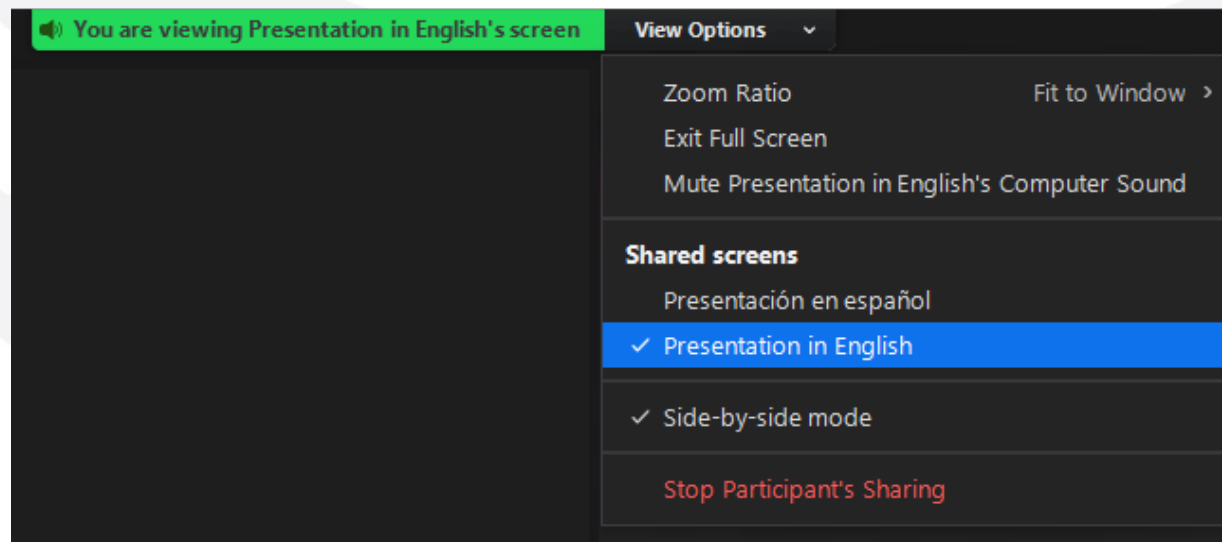 You are viewing Presentation in English's screen View Options
Zoom Ratio Fit to Window >
Exit Full Screen
Mute Presentation in English's Computer Sound
Shared screens
Presentación en español
✓ Presentation in English
✓ Side-by-side mode
Stop Participant's Sharing